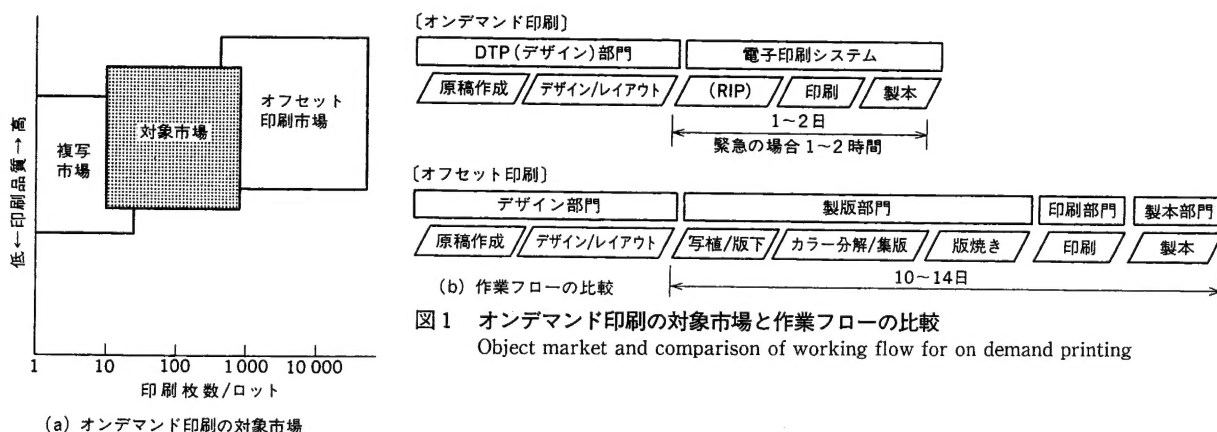 低←印刷品質→高
複写
市場
対象市場
オフセット
印刷市場
1 10 100 1 000 10 000
印刷枚数/ロット
(a) オンデマンド印刷の対象市場
〔オンデマンド印刷〕
DTP(デザイン)部門 電子印刷システム
原稿作成 デザイン/レイアウト (RIP) 印刷 製本
1~2日
緊急の場合1~2時間
〔オフセット印刷〕
デザイン部門 製版部門 印刷部門 製本部門
原稿作成 デザイン/レイアウト 写植/版下 カラー分解/集版 版焼き 印刷 製本
(b) 作業フローの比較 10~14日
図1 オンデマンド印刷の対象市場と作業フローの比較
Object market and comparison of working flow for on demand printing